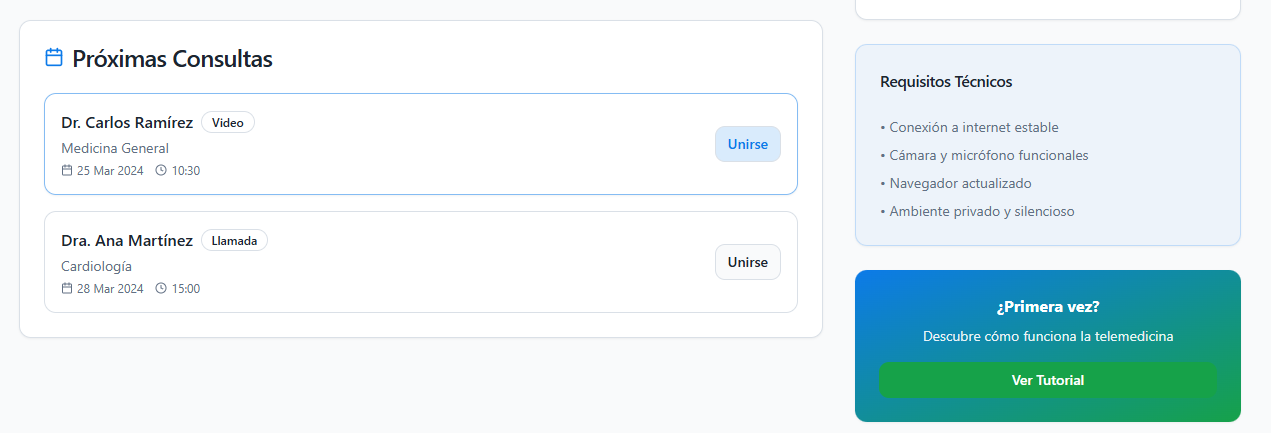 Próximas Consultas
Dr. Carlos Ramírez Video
Medicina General
25 Mar 2024 10:30
Unirse
Dra. Ana Martínez Llamada
Cardiología
28 Mar 2024 15:00
Unirse
Requisitos Técnicos
• Conexión a internet estable
• Cámara y micrófono funcionales
• Navegador actualizado
• Ambiente privado y silencioso
¿Primera vez?
Descubre cómo funciona la telemedicina
Ver Tutorial